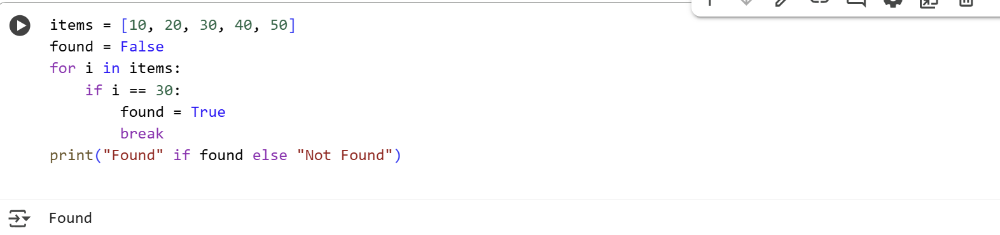 items = [10, 20, 30, 40, 50]
found = False
for i in items:
    if i == 30:
        found = True
        break
print("Found" if found else "Not Found")
Found